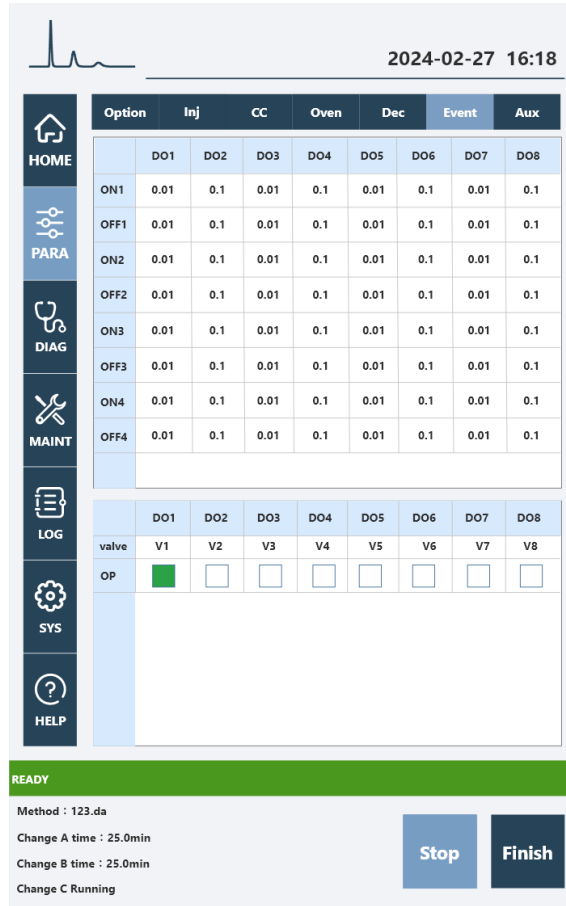 2024-02-27 16:18
Option Inj CC Oven Dec Event Aux
HOME
PARA
DIAG
MAINT
LOG
SYS
HELP
DO1 DO2 DO3 DO4 DO5 DO6 DO7 DO8
ON1 0.01 0.1 0.01 0.1 0.01 0.1 0.01 0.1
OFF1 0.01 0.1 0.01 0.1 0.01 0.1 0.01 0.1
ON2 0.01 0.1 0.01 0.1 0.01 0.1 0.01 0.1
OFF2 0.01 0.1 0.01 0.1 0.01 0.1 0.01 0.1
ON3 0.01 0.1 0.01 0.1 0.01 0.1 0.01 0.1
OFF3 0.01 0.1 0.01 0.1 0.01 0.1 0.01 0.1
ON4 0.01 0.1 0.01 0.1 0.01 0.1 0.01 0.1
OFF4 0.01 0.1 0.01 0.1 0.01 0.1 0.01 0.1
DO1 DO2 DO3 DO4 DO5 DO6 DO7 DO8
valve V1 V2 V3 V4 V5 V6 V7 V8
OP
READY
Method：123.da
Change A time：25.0min
Change B time：25.0min
Change C Running
Stop Finish